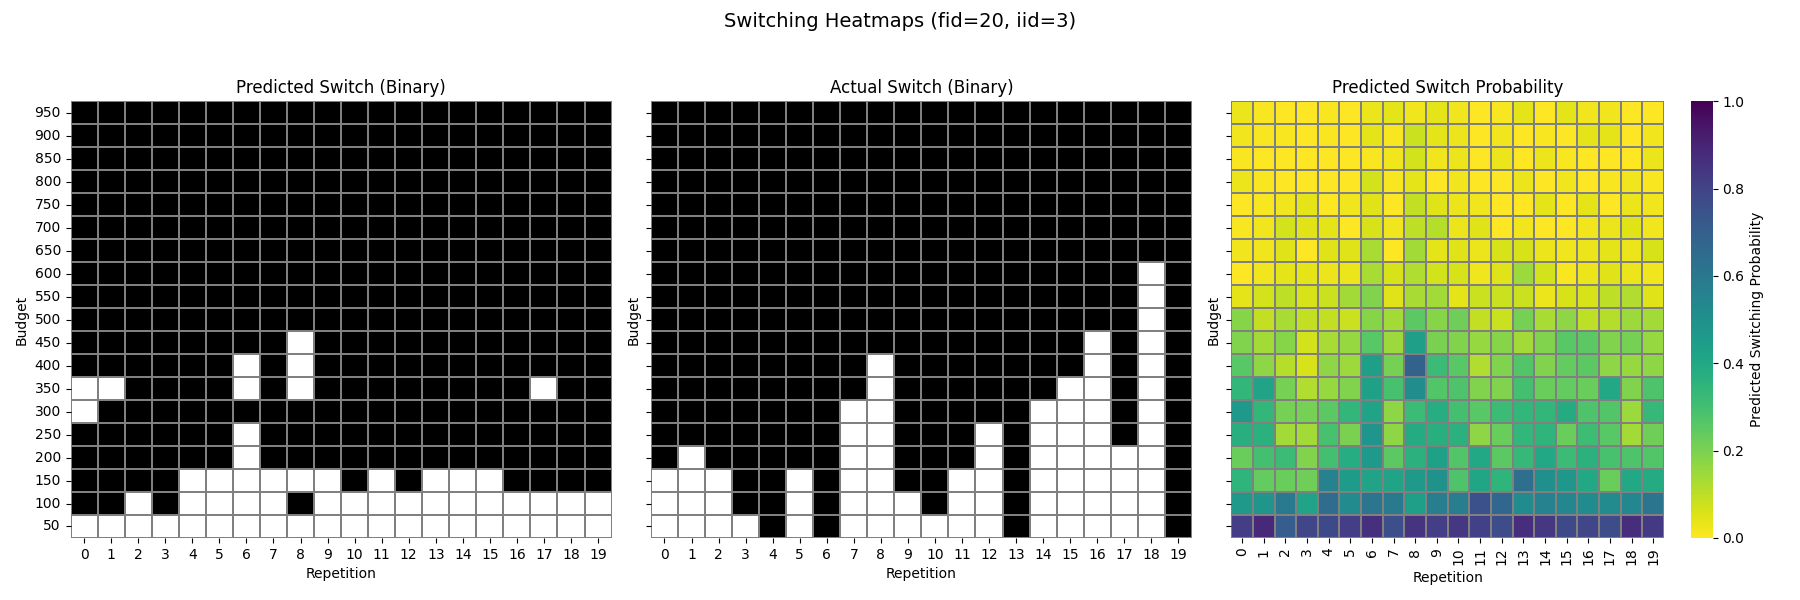 Switching Heatmaps (fid=20, iid=3)
Predicted Switch (Binary)
Budget
950
900
850
800
750
700
650
600
550
500
450
400
350
300
250
200
150
100
50
0 1 2 3 4 5 6 7 8 9 10 11 12 13 14 15 16 17 18 19
Repetition
Actual Switch (Binary)
Budget
0 1 2 3 4 5 6 7 8 9 10 11 12 13 14 15 16 17 18 19
Repetition
Predicted Switch Probability
Budget
0 1 2 3 4 5 6 7 8 9 10 11 12 13 14 15 16 17 18 19
Repetition
1.0
0.8
0.6
0.4
0.2
0.0
Predicted Switching Probability